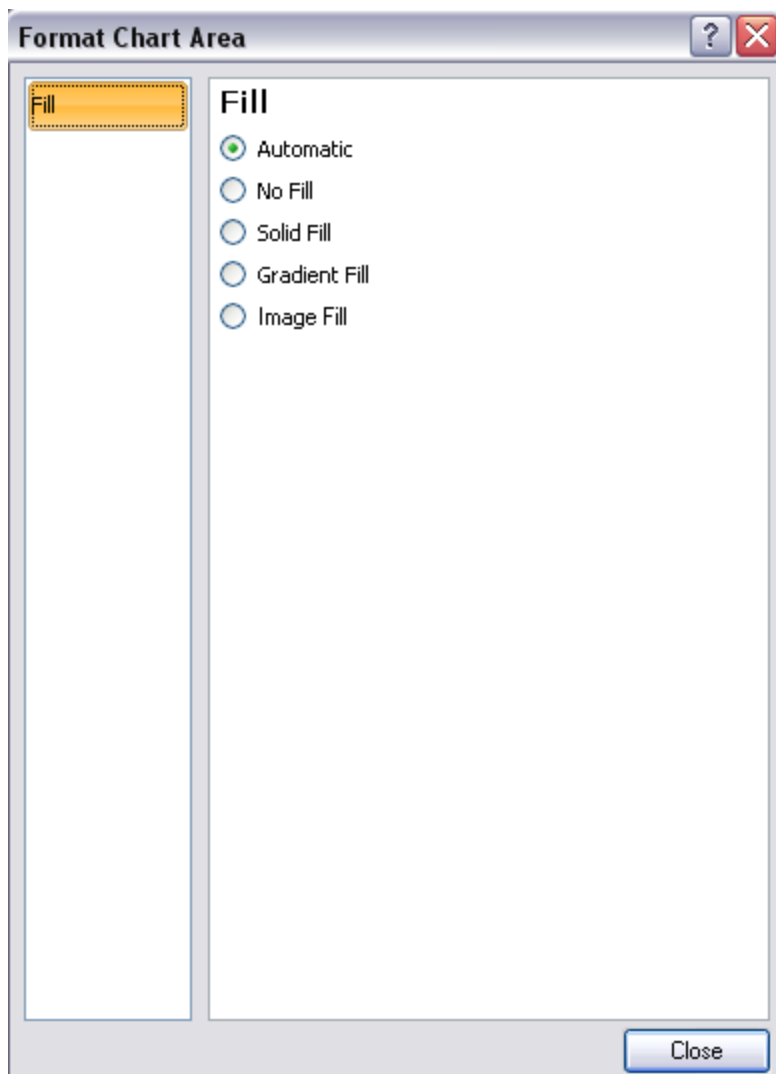 Format Chart Area
?
Fill
Fill
Automatic
No Fill
Solid Fill
Gradient Fill
Image Fill
Close